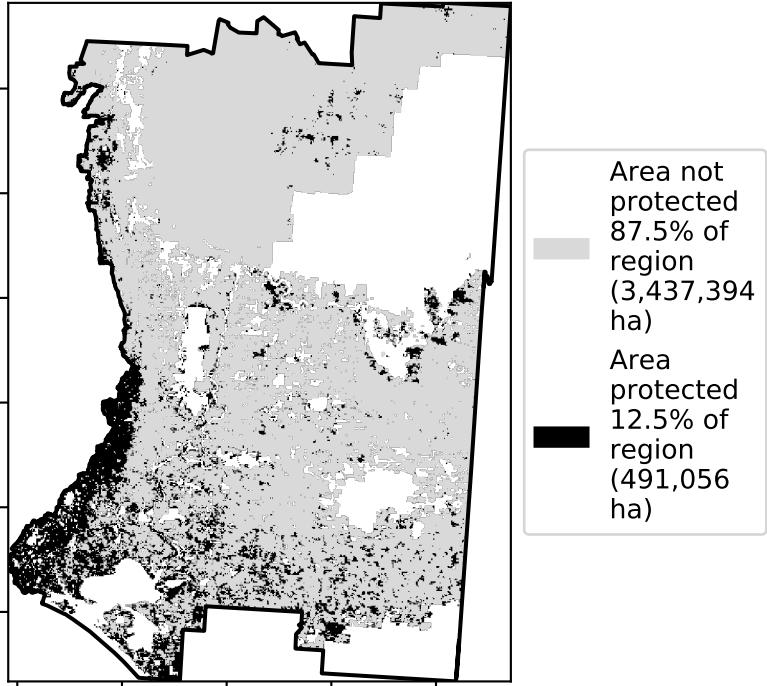 Area not
protected
87.5% of
region
(3,437,394
ha)
Area
protected
12.5% of
region
(491,056
ha)